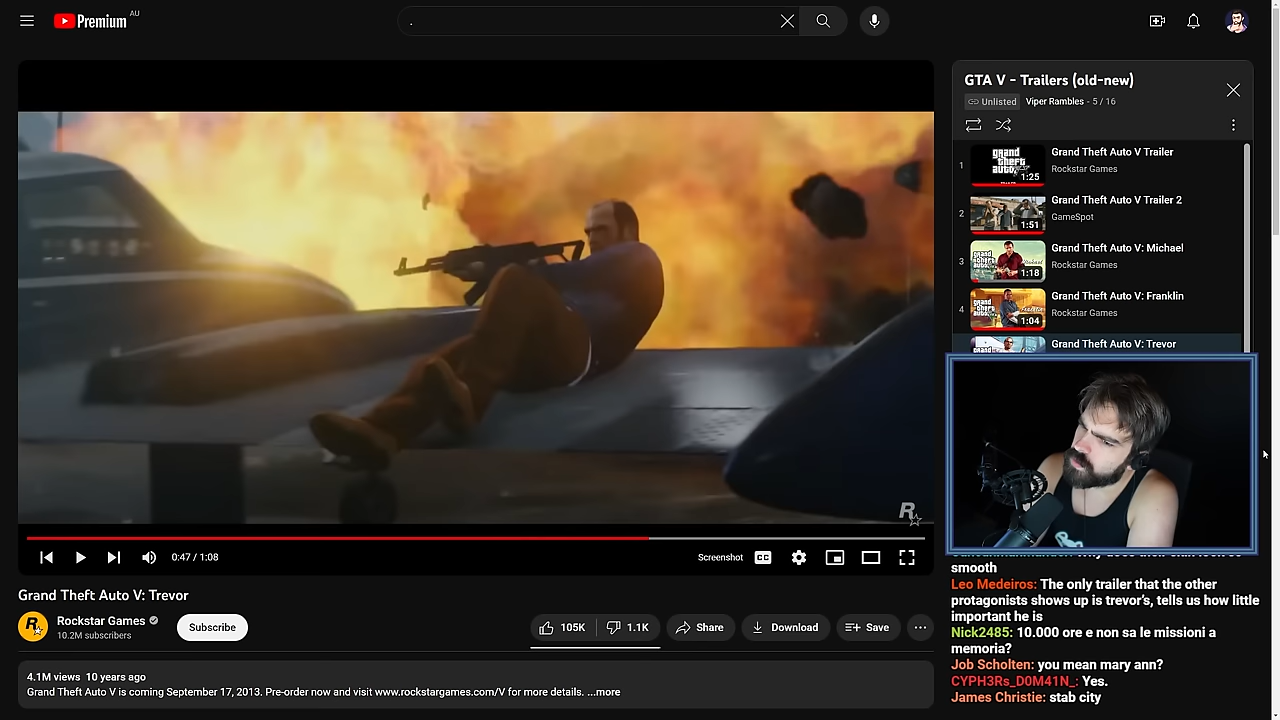 Premium AU
.
GTA V - Trailers (old-new)
Unlisted Viper Rambles - 5 / 16
1
grand theft auto V
1:25
Grand Theft Auto V Trailer
Rockstar Games
2
1:51
Grand Theft Auto V Trailer 2
GameSpot
3
1:18
Grand Theft Auto V: Michael
Rockstar Games
4
1:04
Grand Theft Auto V: Franklin
Rockstar Games
Grand Theft Auto V: Trevor
R
0:47 / 1:08
Screenshot
CC
Grand Theft Auto V: Trevor
Rockstar Games
10.2M subscribers
Subscribe
105K
1.1K
Share
Download
Save
4.1M views 10 years ago
Grand Theft Auto V is coming September 17, 2013. Pre-order now and visit www.rockstargames.com/V for more details. ...more
smooth
Leo Medeiros: The only trailer that the other
protagonists shows up is trevor's, tells us how little
important he is
Nick2485: 10.000 ore e non sa le missioni a
memoria?
Job Scholten: you mean mary ann?
CYPH3Rs_D0M41N_: Yes.
James Christie: stab city